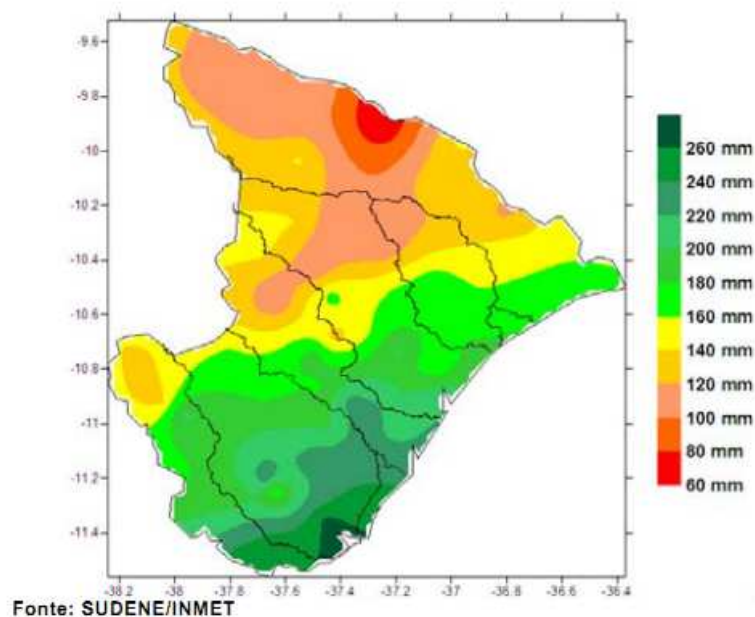 -9.6
-9.8
-10
-10.2
-10.4
-10.6
-10.8
-11
-11.2
-11.4
-38.2 -38 -37.8 -37.6 -37.4 -37.2 -37 -36.8 -36.6 -36.4
260 mm
240 mm
220 mm
200 mm
180 mm
160 mm
140 mm
120 mm
100 mm
80 mm
60 mm
Fonte: SUDENE/INMET